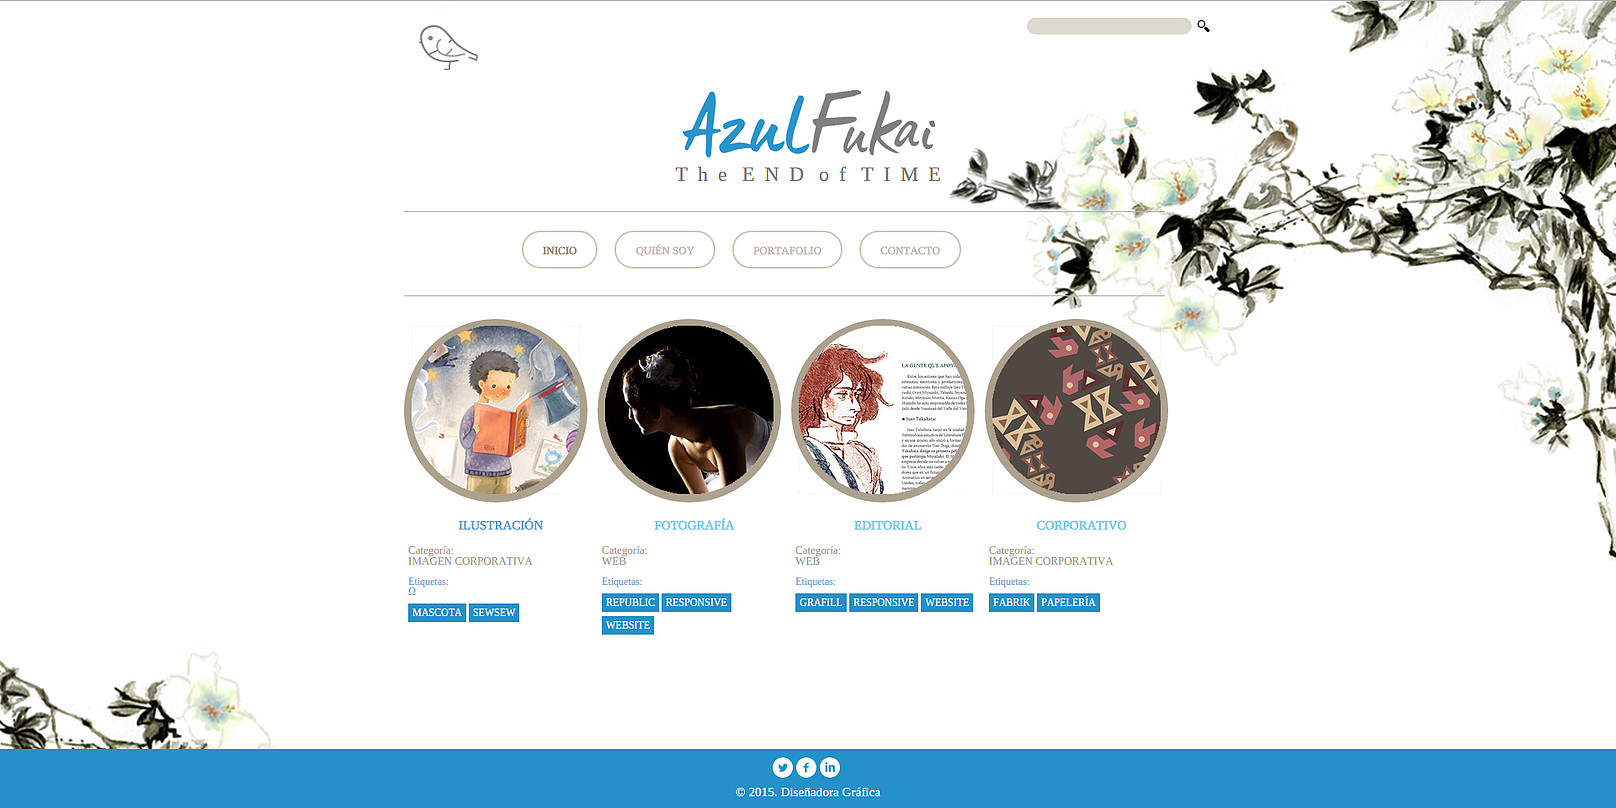 AzulFukai
The END of TIME
INICIO
QUIÉN SOY
PORTAFOLIO
CONTACTO
LA GENTE QUE APOY
ILUSTRACIÓN
Categoría:
IMAGEN CORPORATIVA
Etiquetas:
O
MASCOTA SEWSEW
FOTOGRAFÍA
Categoría:
WEB
Etiquetas:
REPUBLIC RESPONSIVE
WEBSITE
EDITORIAL
Categoría:
WEB
Etiquetas:
GRAFILL RESPONSIVE WEBSITE
CORPORATIVO
Categoría:
IMAGEN CORPORATIVA
Etiquetas:
FABRIK PAPELERÍA
© 2015. Diseñadora Gráfica